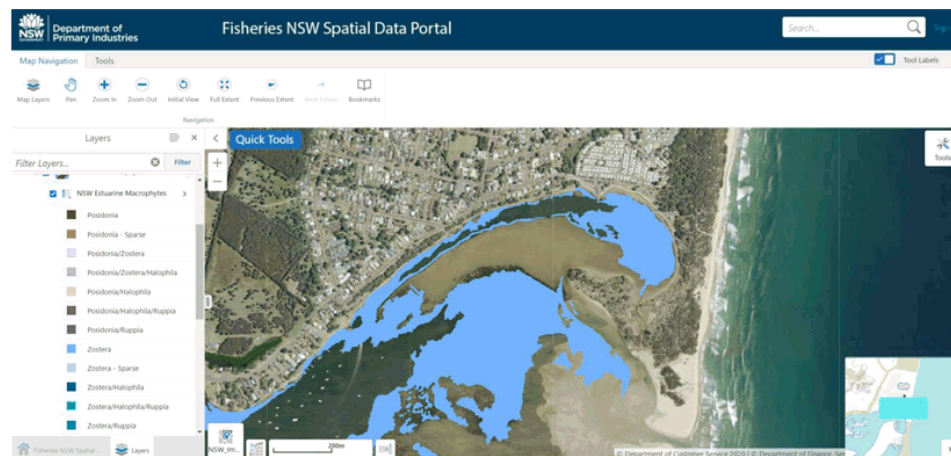 NSW
Department of
Primary Industries
Fisheries NSW Spatial Data Portal
Search...
Map Navigation
Tools
Tool Labels
Map Layers
Pan
Zoom In
Zoom Out
Initial View
Full Extent
Previous Extent
Next Extent
Bookmarks
Navigation
Layers
Quick Tools
Filter Layers...
Filter
Tools
NSW Estuarine Macrophytes
Posidonia
Posidonia - Sparse
Posidonia/Zostera
Posidonia/Zostera/Halophila
Posidonia/Halophila
Posidonia/Halophila/Ruppia
Posidonia/Ruppia
Zostera
Zostera - Sparse
Zostera/Halophila
Zostera/Halophila/Ruppia
Zostera/Ruppia
Fisheries NSW Spatial ...
Layers
NSW_Im...
200m
© Department of Customer Service 2020 | © Department of Finance, Ser